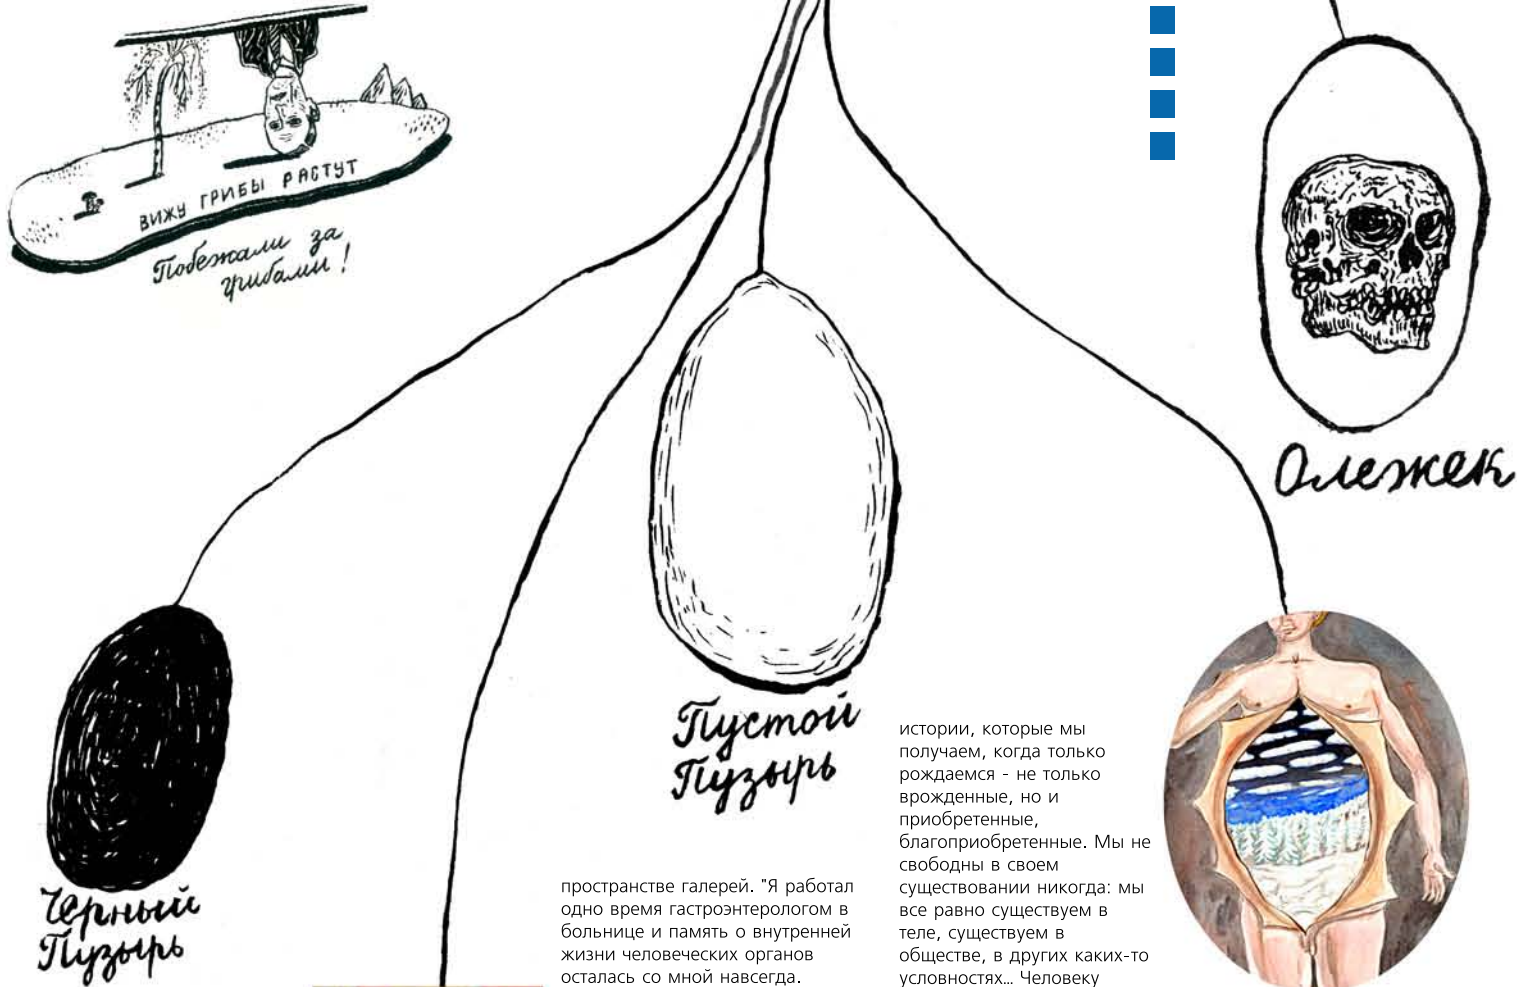 ВИЖУ ГРИБЫ РАСТУТ
Побежали за
грибами!
Олежек
Пустой
Пузырь
Черный
Пузырь
пространстве галерей. "Я работал
одно время гастроэнтерологом в
больнице и память о внутренней
жизни человеческих органов
осталась со мной навсегда.
истории, которые мы
получаем, когда только
рождаемся - не только
врожденные, но и
приобретенные,
благоприобретенные. Мы не
свободны в своем
существовании никогда: мы
все равно существуем в
теле, существуем в
обществе, в других каких-то
условностях... Человеку